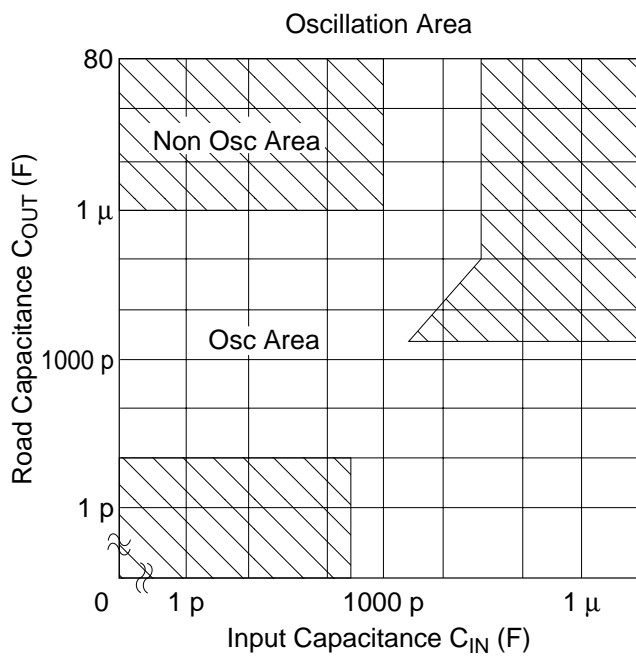 Oscillation Area
80
Non Osc Area
1 μ
Osc Area
1000 p
1 p
Road Capacitance C_OUT (F)
0 1 p 1000 p 1 μ
Input Capacitance C_IN (F)